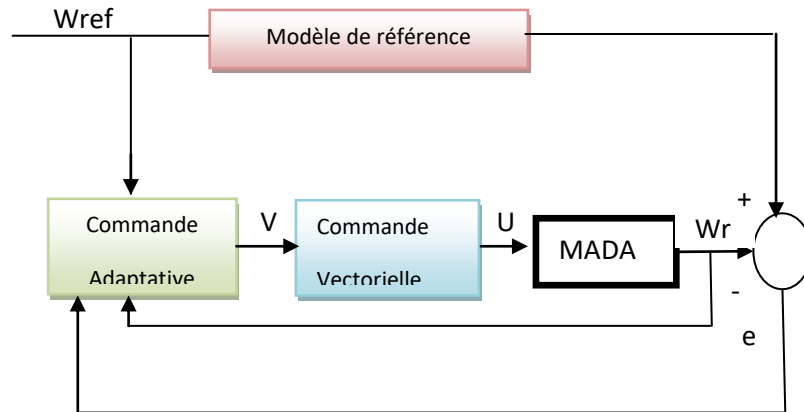 Wref
Modèle de référence
+
Commande
Adaptative
V
Commande
Vectorielle
U
MADA
Wr
-
e